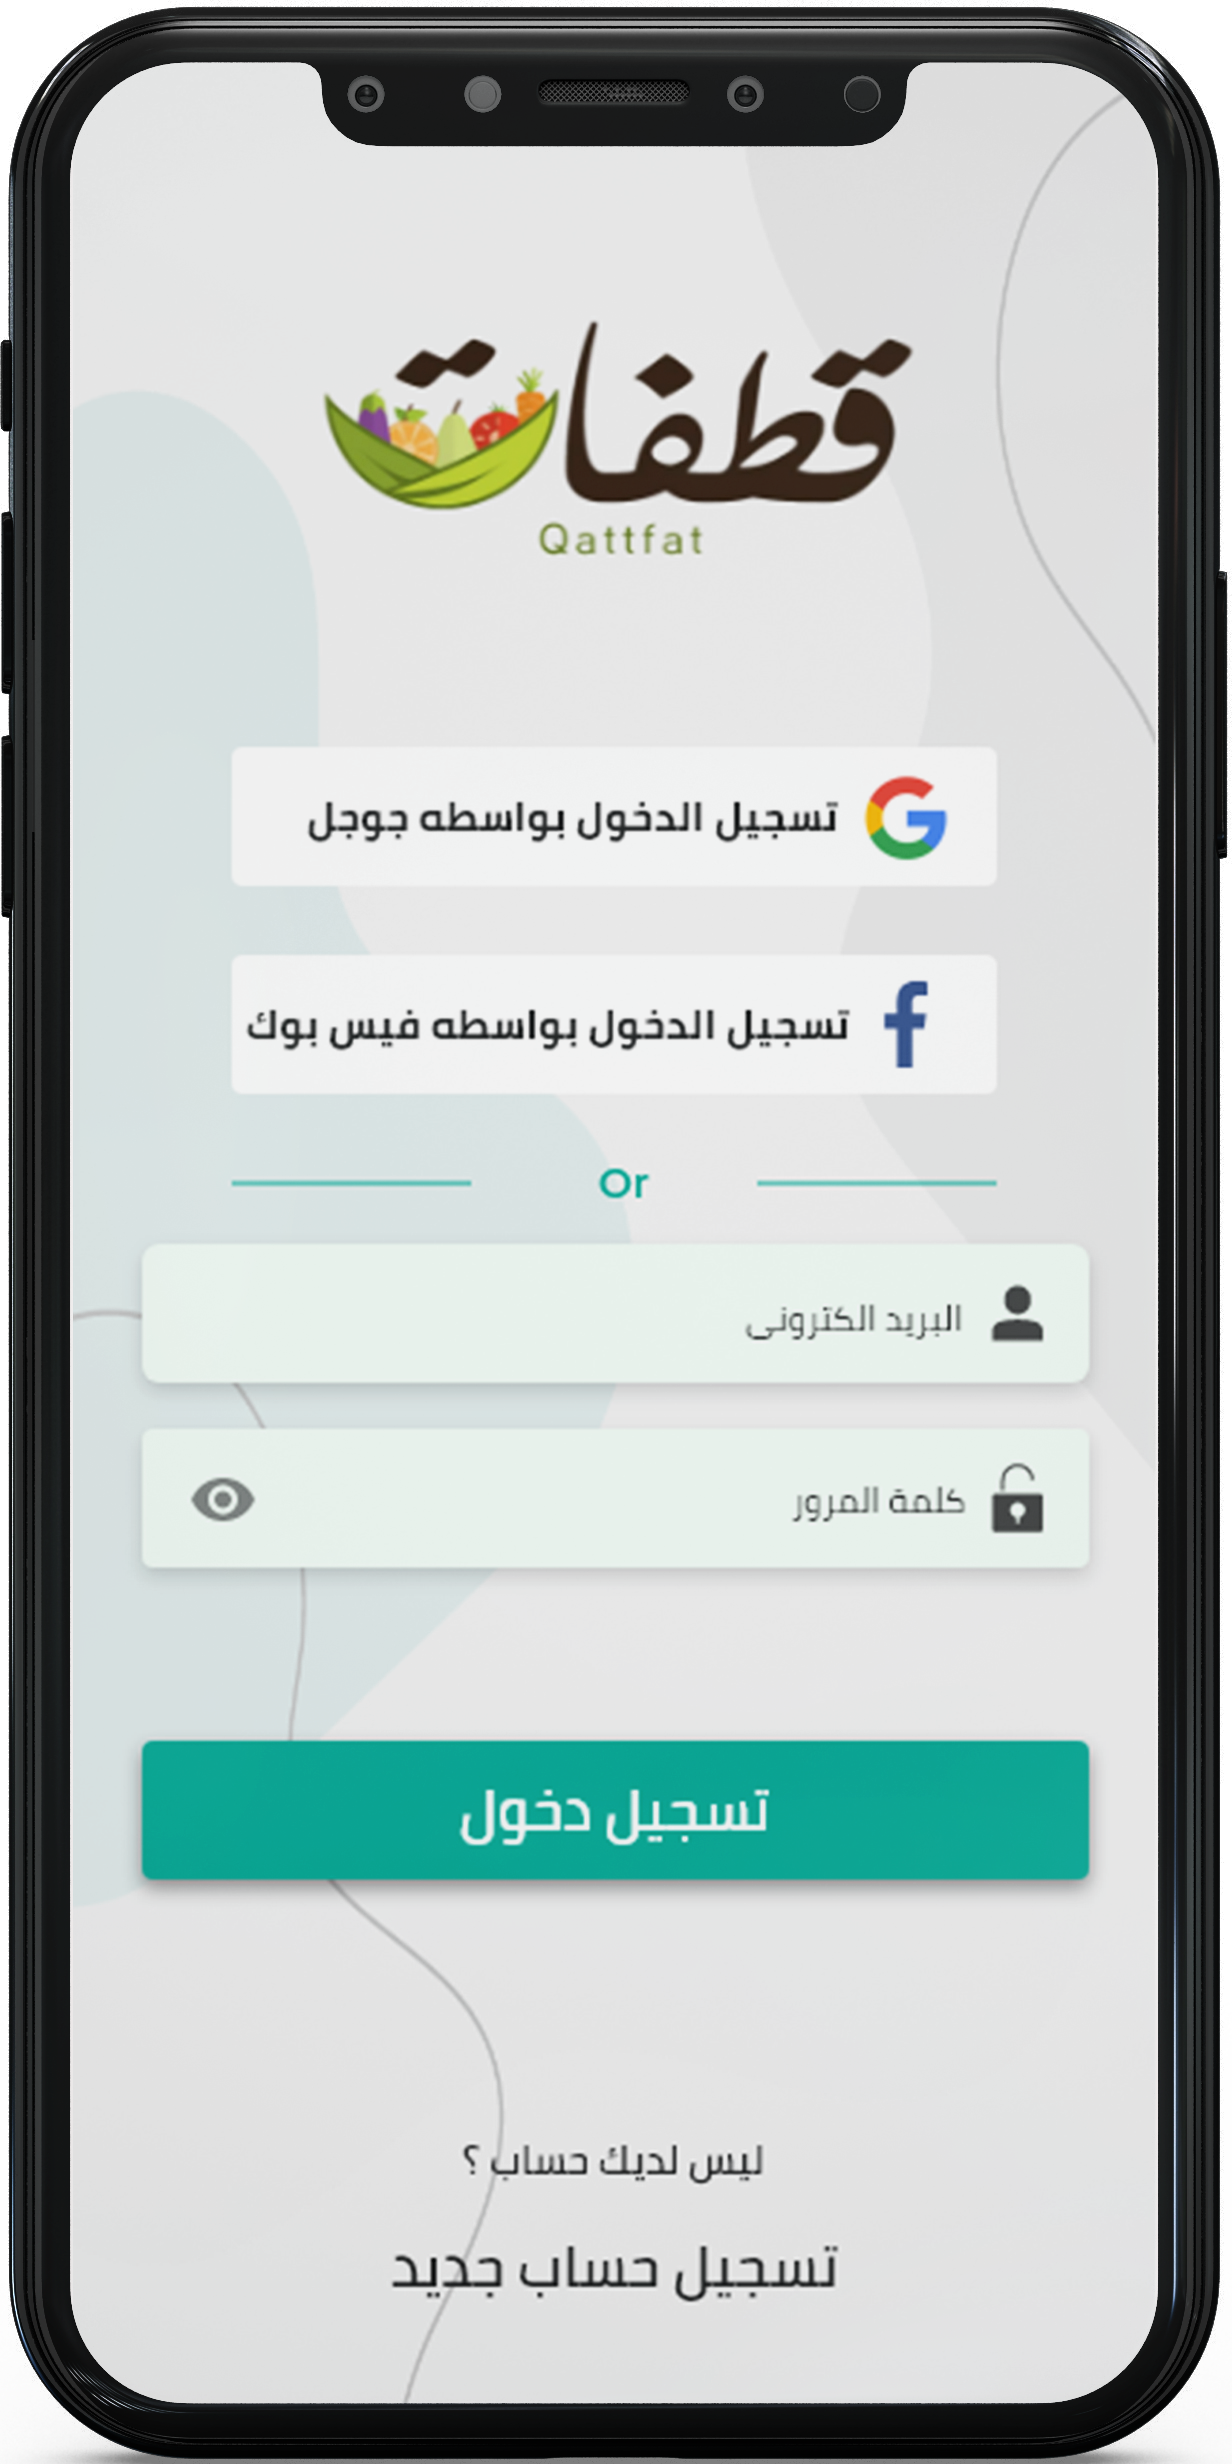 قطفات
Qattfat
تسجيل الدخول بواسطه جوجل
تسجيل الدخول بواسطه فيس بوك
Or
البريد الكترونى
كلمة المرور
تسجيل دخول
ليس لديك حساب ؟
تسجيل حساب جديد